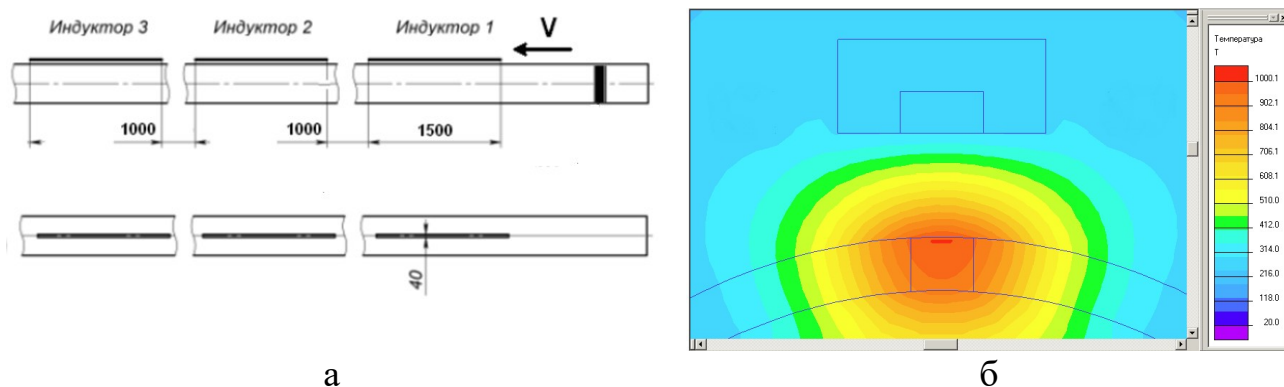 Индуктор 3
Индуктор 2
Индуктор 1
V
1000
1000
1500
40
а
Температура
T
1000.1
902.1
804.1
706.1
608.1
510.0
412.0
314.0
216.0
118.0
20.0
б